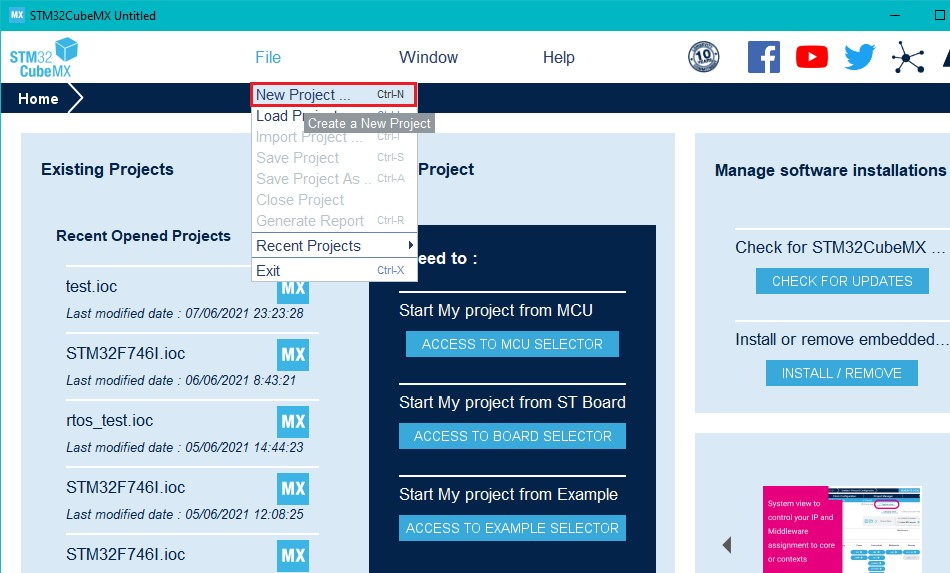 MX STM32CubeMX Untitled
STM32
CubeMX
File Window Help
10
Home
New Project ... Ctrl-N
Load
Create a New Project
Import Project ... Ctrl-I
Save Project Ctrl-S
Save Project As .. Ctrl-A
Close Project
Generate Report Ctrl-R
Recent Projects
Exit Ctrl-X
Existing Projects
Recent Opened Projects
test.ioc
MX
Last modified date : 07/06/2021 23:23:28
STM32F746I.ioc
MX
Last modified date : 06/06/2021 8:43:21
rtos_test.ioc
MX
Last modified date : 05/06/2021 14:44:23
STM32F746I.ioc
MX
Last modified date : 05/06/2021 12:08:25
STM32F746I.ioc
MX
Project
eed to :
Start My project from MCU
ACCESS TO MCU SELECTOR
Start My project from ST Board
ACCESS TO BOARD SELECTOR
Start My project from Example
ACCESS TO EXAMPLE SELECTOR
Manage software installations
Check for STM32CubeMX ...
CHECK FOR UPDATES
Install or remove embedded...
INSTALL / REMOVE
System view to
control your IP and
Middleware
assignment to core
or contexts